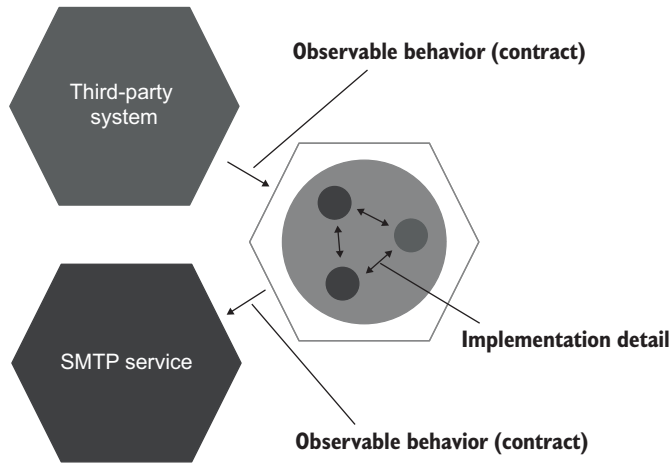 Observable behavior (contract)
Third-party
system
Implementation detail
SMTP service
Observable behavior (contract)